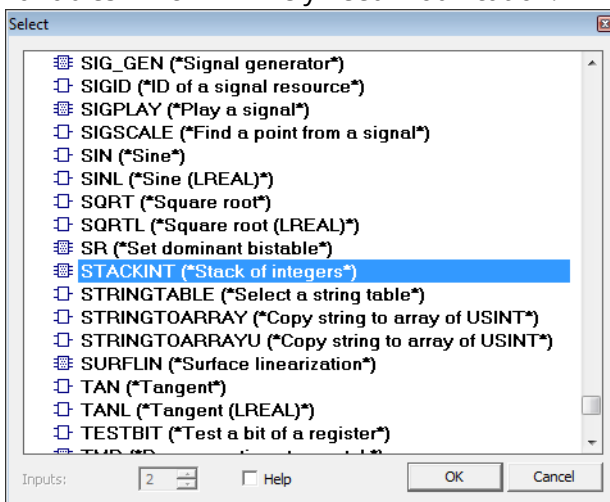 Select
SIG_GEN (*Signal generator*)
SIGID (*ID of a signal resource*)
SIGPLAY (*Play a signal*)
SIGSCALE (*Find a point from a signal*)
SIN (*Sine*)
SINL (*Sine (LREAL)*)
SQRT (*Square root*)
SQRTL (*Square root (LREAL)*)
SR (*Set dominant bistable*)
STACKINT (*Stack of integers*)
STRINGTABLE (*Select a string table*)
STRINGTOARRAY (*Copy string to array of USINT*)
STRINGTOARRAYU (*Copy string to array of USINT*)
SURFLIN (*Surface linearization*)
TAN (*Tangent*)
TANL (*Tangent (LREAL)*)
TESTBIT (*Test a bit of a register*)
Inputs: 2 Help OK Cancel